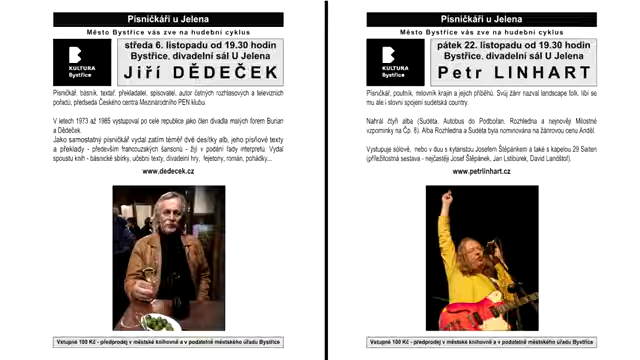 Písničkáři u Jelena
Město Bystřice vás zve na hudební cyklus
KULTURA
Bystřice
středa 6. listopadu od 19.30 hodin
Bystřice, divadelní sál U Jelena
Jiří DĚDEČEK
Písničkář, básník, textař, překladatel, spisovatel, autor četných rozhlasových a televizních
pořadů, předseda Českého centra Mezinárodního PEN klubu.
V letech 1973 až 1985 vystupoval po celé republice jako člen dvojice malých forem Burian
a Dědeček.
Jako samostatný písničkář vydal zatím téměř dvě desítky alb, jeho písňové texty
a překlady - především francouzských šansonů - žijí v podání řady interpretů. Vydal
spoustu knih - básnické sbírky, učební texty, divadelní hry, fejetony, román, pohádky...
www.dedecek.cz
Vstupné 100 Kč - předprodej v městské knihovně a v podatelně městského úřadu Bystřice
Písničkáři u Jelena
Město Bystřice vás zve na hudební cyklus
KULTURA
Bystřice
pátek 22. listopadu od 19.30 hodin
Bystřice, divadelní sál U Jelena
Petr LINHART
Písničkář, poutník, milovník krajin a jejich příběhů. Svůj žánr nazval landscape folk, líbí se
mu ale i slovní spojení sudetská country.
Nahrál čtyři alba (Sudéta, Autobus do Podbořan, Rozhledna a nejnověji Milostné
vzpomínky na Čp. 8). Alba Rozhledna a Sudéta byla nominována na žánrovou cenu Anděl.
Vystupuje sólově, nebo v duu s kytaristou Josefem Štěpánkem nebo i také s kapelou 29 Saiten
(příležitostná sestava - nejčastěji Josef Štěpánek, Jan Lstibůrek, David Landštof).
www.petrlinhart.cz
Vstupné 100 Kč - předprodej v městské knihovně a v podatelně městského úřadu Bystřice